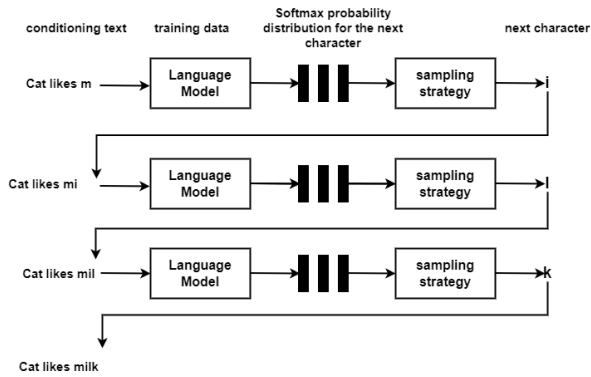 conditioning text
training data
Softmax probability
distribution for the next
character
next character
Cat likes m
Language
Model
sampling
strategy
i
Cat likes mi
Language
Model
sampling
strategy
l
Cat likes mil
Language
Model
sampling
strategy
k
Cat likes milk